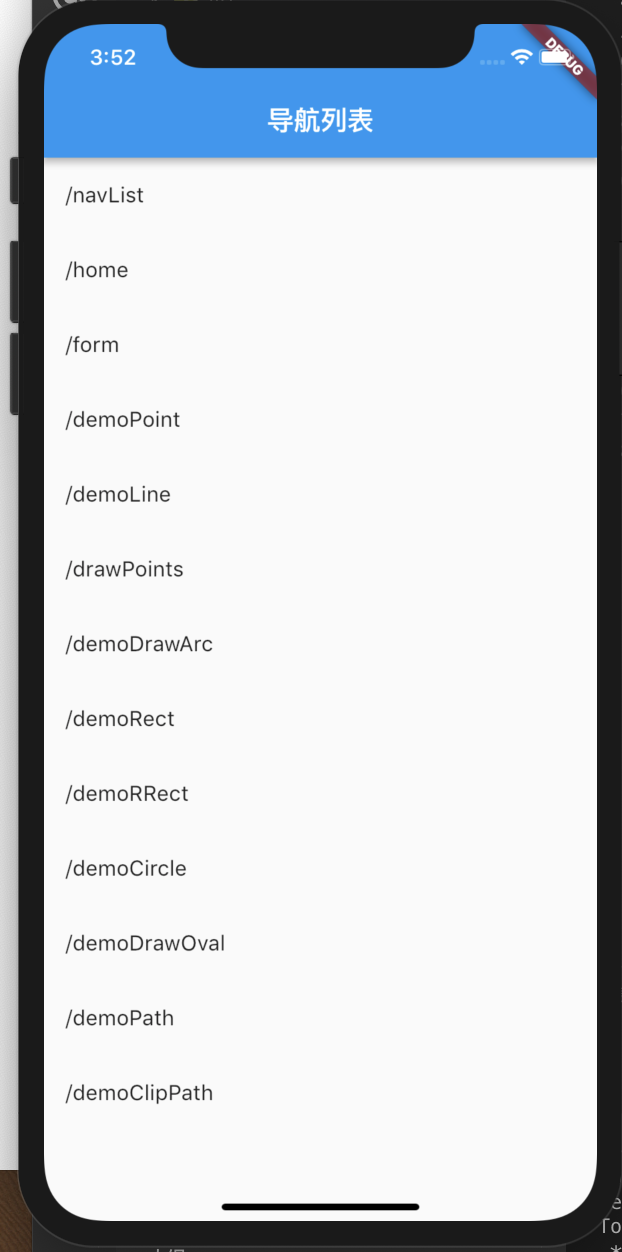 3:52
DEBUG
导航列表
/navList
/home
/form
/demoPoint
/demoLine
/drawPoints
/demoDrawArc
/demoRect
/demoRRect
/demoCircle
/demoDrawOval
/demoPath
/demoClipPath